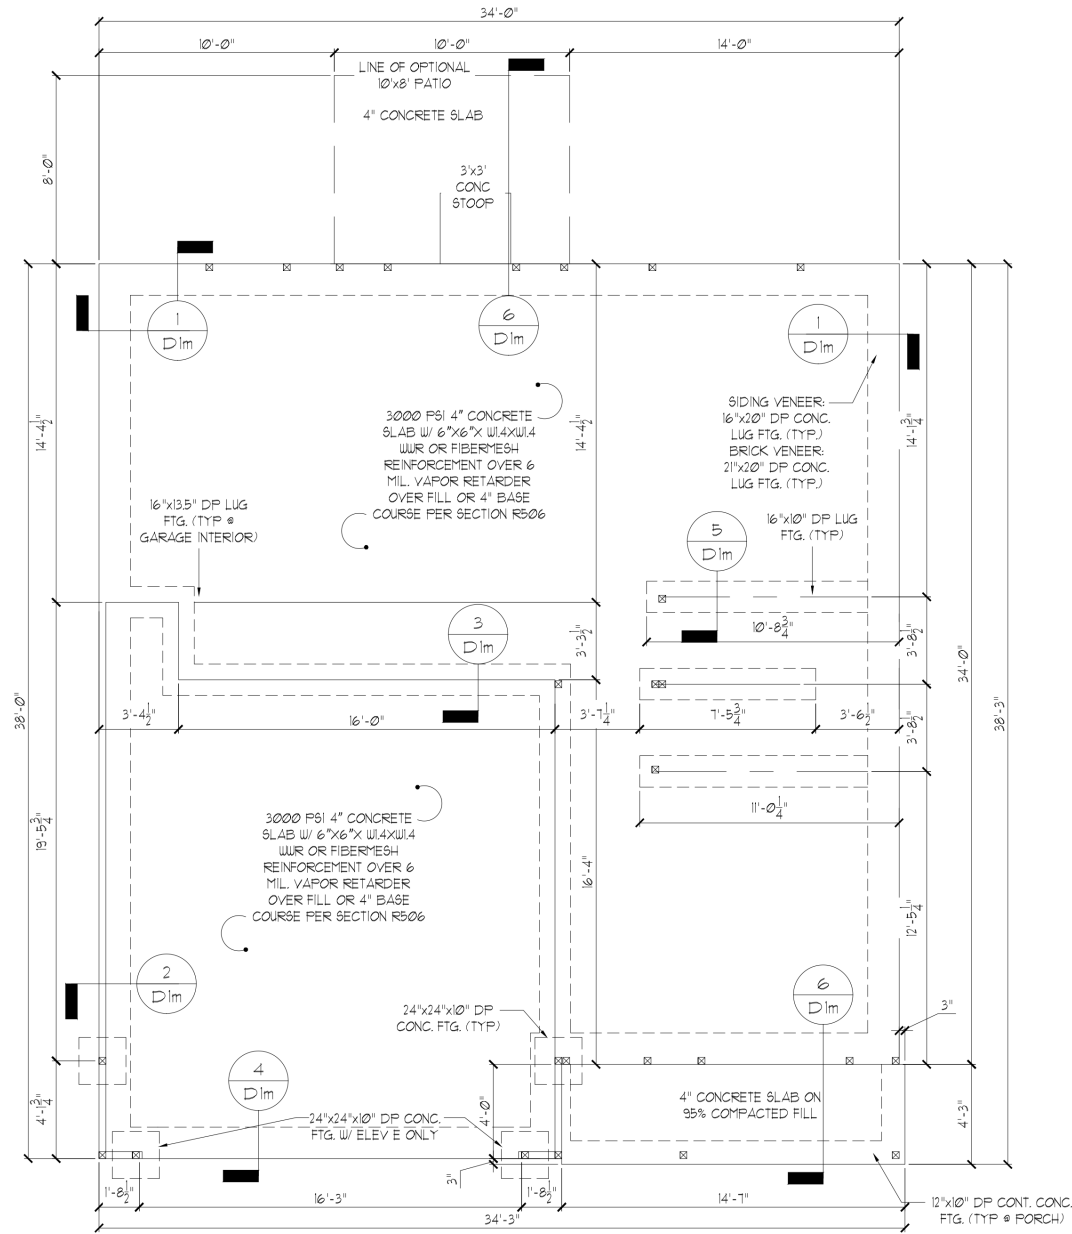 34'-0"
10'-0"
10'-0"
14'-0"
LINE OF OPTIONAL
10'x8' PATIO
4" CONCRETE SLAB
8'-0"
3'x3'
CONC
STOOP
1
D1m
6
D1m
1
D1m
SIDING VENEER:
16"x20" DP CONC.
LUG FTG. (TYP.)
BRICK VENEER:
21"x20" DP CONC.
LUG FTG. (TYP.)
3000 PSI 4" CONCRETE
SLAB W/ 6"X6"X W1.4XW1.4
WWR OR FIBERMESH
REINFORCEMENT OVER 6
MIL. VAPOR RETARDER
OVER FILL OR 4" BASE
COURSE PER SECTION R506
14'-4 1/2"
14'-4 1/2"
14'-1 3/4"
16"x13.5" DP LUG
FTG. (TYP @
GARAGE INTERIOR)
16"x10" DP LUG
FTG. (TYP)
5
D1m
3
D1m
10'-8 3/4"
3'-3 1/2"
3'-8 1/2"
34'-0"
38'-0"
38'-3"
3'-4 1/2"
16'-0"
3'-7 1/4"
7'-5 3/4"
3'-6 1/2"
3'-8 1/2"
11'-0 1/4"
19'-5 3/4"
16'-4"
12'-5 1/4"
3000 PSI 4" CONCRETE
SLAB W/ 6"X6"X W1.4XW1.4
WWR OR FIBERMESH
REINFORCEMENT OVER 6
MIL. VAPOR RETARDER
OVER FILL OR 4" BASE
COURSE PER SECTION R506
2
D1m
6
D1m
24"x24"x10" DP
CONC. FTG. (TYP)
3"
4
D1m
4'-1 3/4"
24"x24"x10" DP CONC.
FTG. W/ ELEV E ONLY
4'-0"
4" CONCRETE SLAB ON
95% COMPACTED FILL
4'-3"
3"
1'-8 1/2"
16'-3"
1'-8 1/2"
14'-7"
12"x10" DP CONT. CONC.
FTG. (TYP @ PORCH)
34'-3"